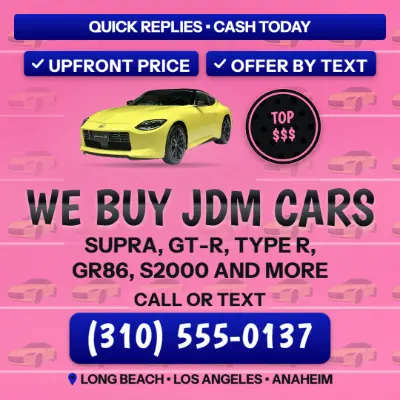 QUICK REPLIES • CASH TODAY
✓ UPFRONT PRICE
✓ OFFER BY TEXT
TOP
$$$
WE BUY JDM CARS
SUPRA, GT-R, TYPE R,
GR86, S2000 AND MORE
CALL OR TEXT
(310) 555-0137
LONG BEACH • LOS ANGELES • ANAHEIM